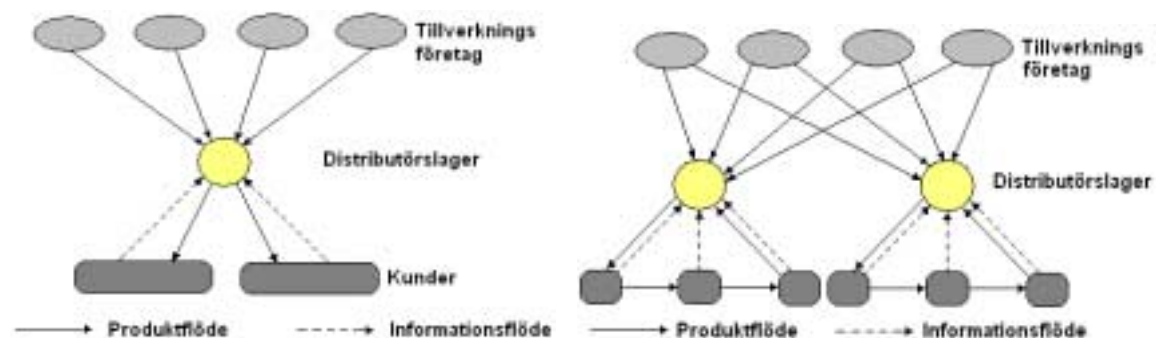 Tillverknings
företag
Distributörslager
Kunder
Produktflöde
Informationsflöde
Tillverknings
företag
Distributörslager
Produktflöde
Informationsflöde